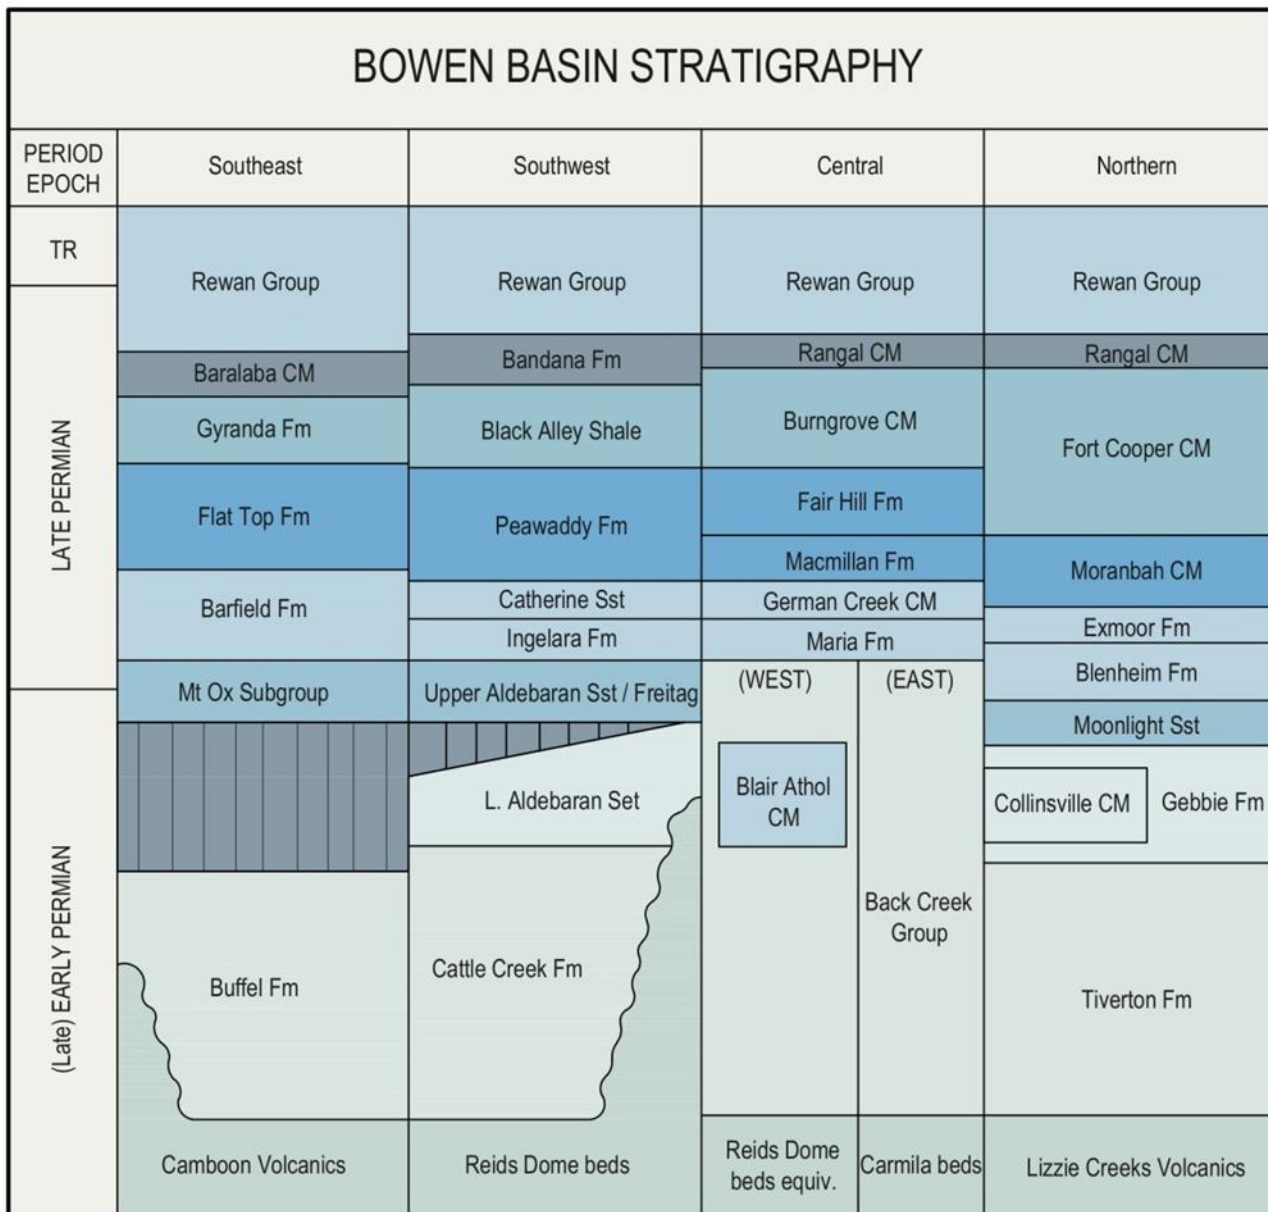 BOWEN BASIN STRATIGRAPHY
PERIOD
EPOCH
Southeast
Southwest
Central
Northern
TR
LATE PERMIAN
(Late) EARLY PERMIAN
Rewan Group
Baralaba CM
Gyranda Fm
Flat Top Fm
Barfield Fm
Mt Ox Subgroup
Buffel Fm
Camboon Volcanics
Rewan Group
Bandana Fm
Black Alley Shale
Peawaddy Fm
Catherine Sst
Ingelara Fm
Upper Aldebaran Sst / Freitag
L. Aldebaran Set
Cattle Creek Fm
Reids Dome beds
Rewan Group
Rangal CM
Burngrove CM
Fair Hill Fm
Macmillan Fm
German Creek CM
Maria Fm
(WEST)
Blair Athol
CM
Reids Dome
beds equiv.
(EAST)
Back Creek
Group
Carmila beds
Rewan Group
Rangal CM
Fort Cooper CM
Moranbah CM
Exmoor Fm
Blenheim Fm
Moonlight Sst
Collinsville CM
Gebbie Fm
Tiverton Fm
Lizzie Creeks Volcanics